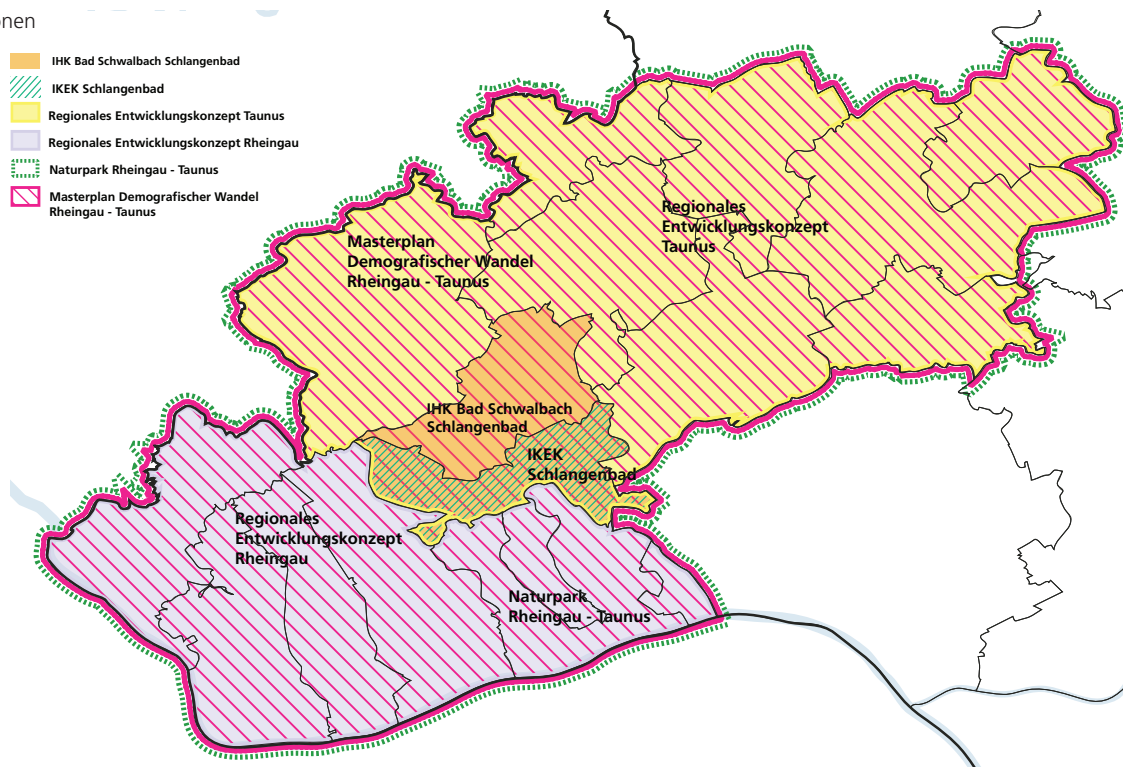 onen
IHK Bad Schwalbach Schlangenbad
IKEK Schlangenbad
Regionales Entwicklungskonzept Taunus
Regionales Entwicklungskonzept Rheingau
Naturpark Rheingau - Taunus
Masterplan Demografischer Wandel
Rheingau - Taunus
Regionales
Entwicklungskonzept
Taunus
Masterplan
Demografischer Wandel
Rheingau - Taunus
IHK Bad Schwalbach
Schlangenbad
IKEK
Schlangenbad
Regionales
Entwicklungskonzept
Rheingau
Naturpark
Rheingau - Taunus